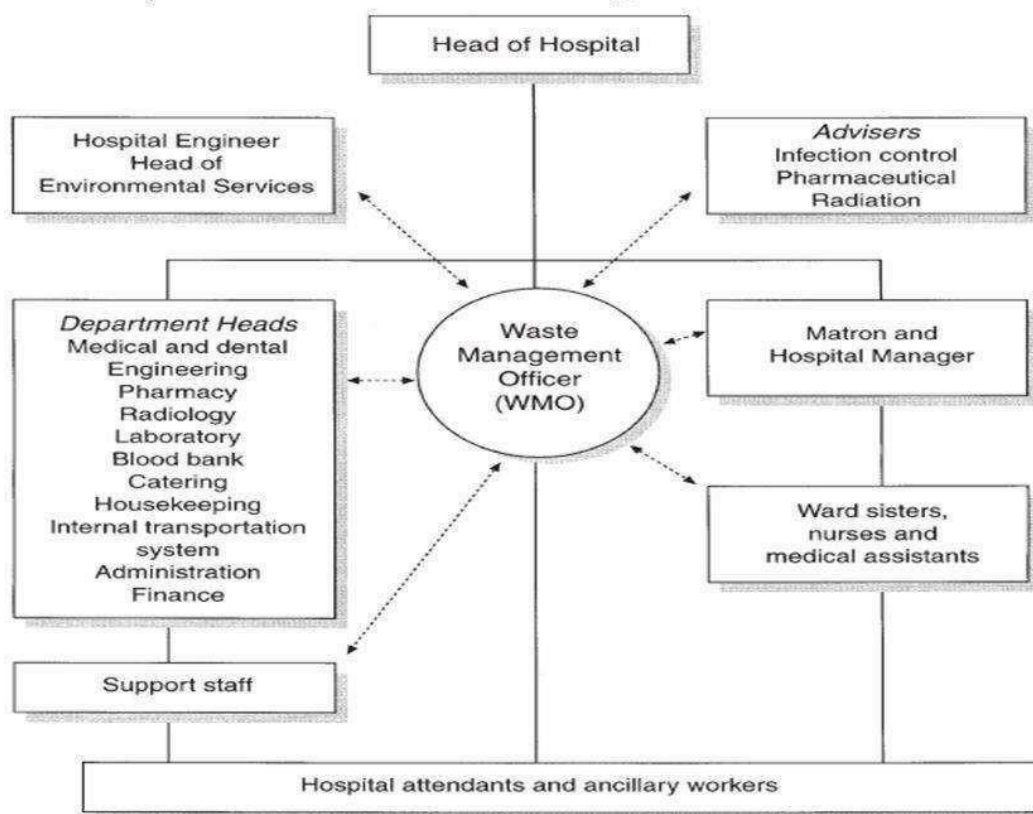 Head of Hospital
Hospital Engineer
Head of
Environmental Services
Advisers
Infection control
Pharmaceutical
Radiation
Department Heads
Medical and dental
Engineering
Pharmacy
Radiology
Laboratory
Blood bank
Catering
Housekeeping
Internal transportation
system
Administration
Finance
Waste
Management
Officer
(WMO)
Matron and
Hospital Manager
Ward sisters,
nurses and
medical assistants
Support staff
Hospital attendants and ancillary workers